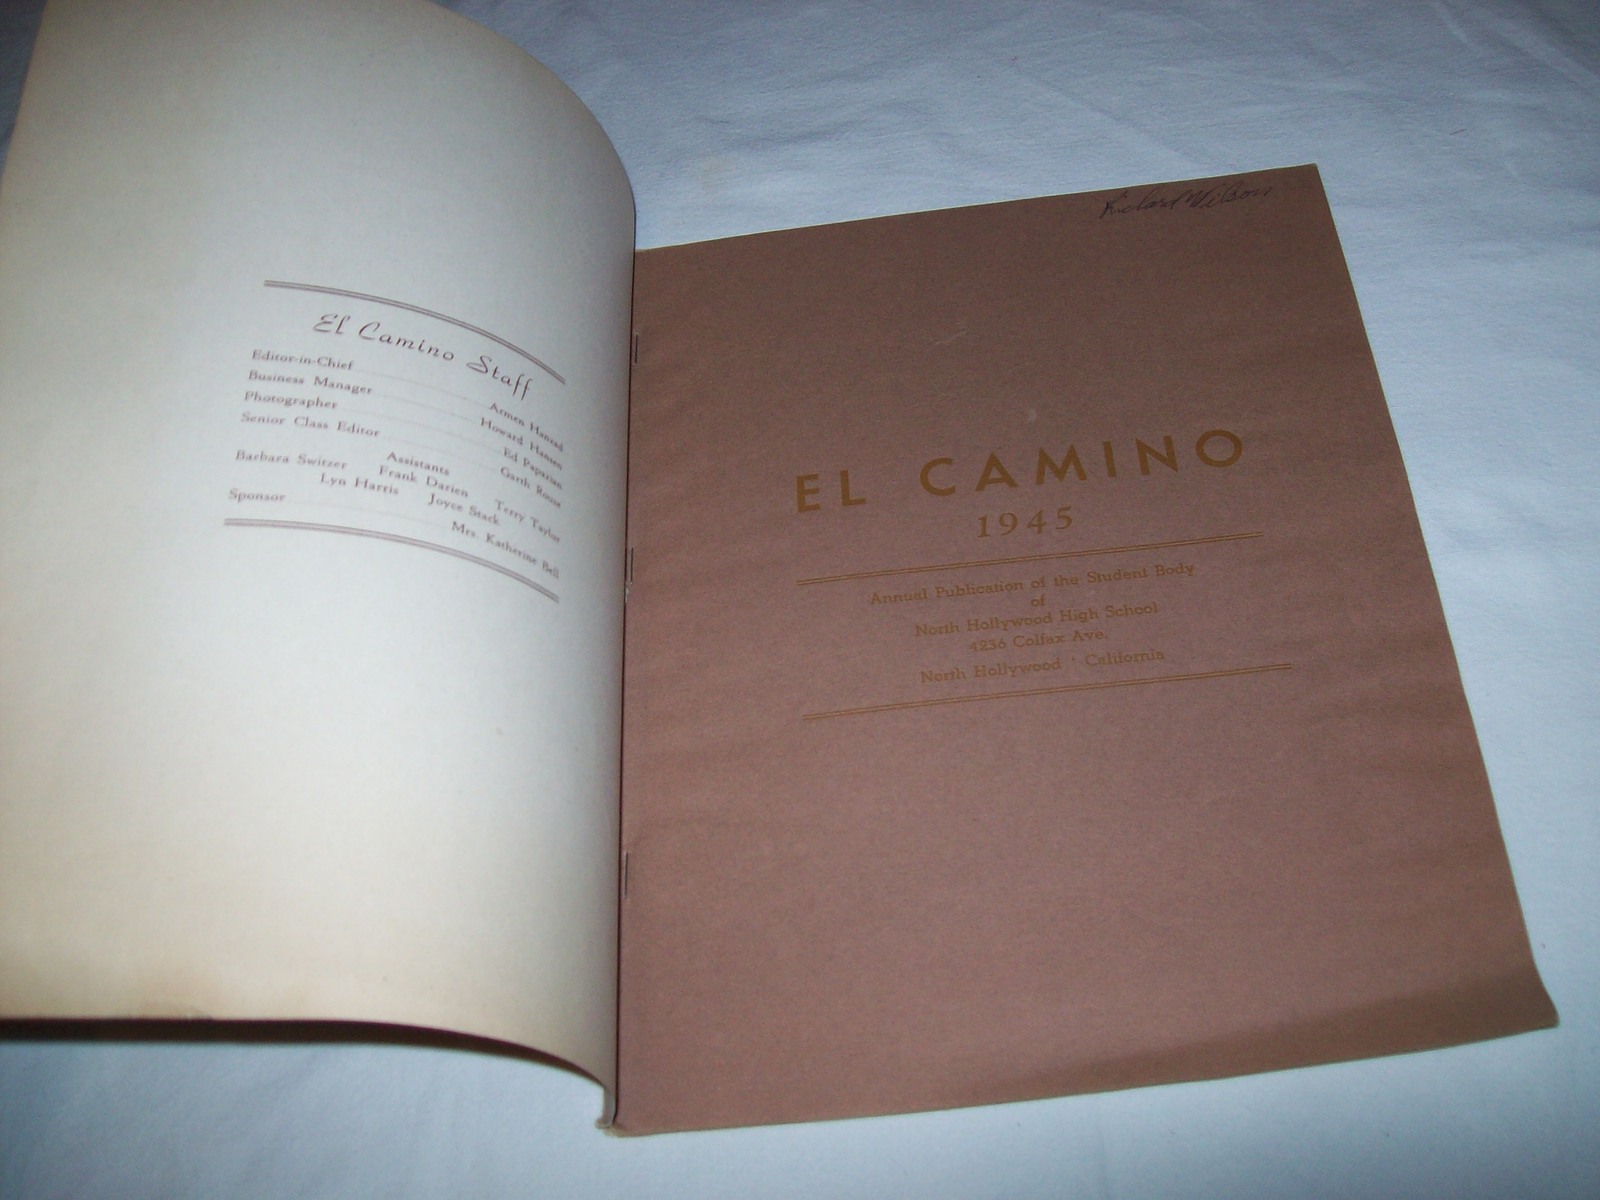 El Camino Staff
Editor-in-Chief Armen Hanzad
Business Manager Howard Hansen
Photographer Ed Papazian
Senior Class Editor Garth Rouse
Assistants
Barbara Switzer Frank Darien Terry Taylor
Lyn Harris Joyce Stack
Sponsor Mrs. Katherine Bell
Richard Wilson
EL CAMINO
1945
Annual Publication of the Student Body
of
North Hollywood High School
4236 Colfax Ave.
North Hollywood · California